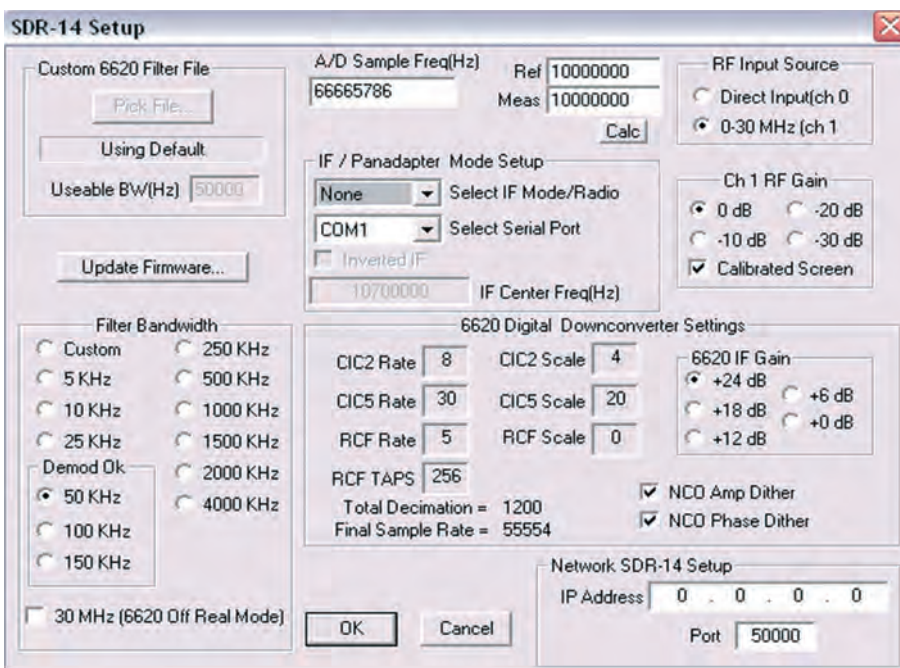 SDR-14 Setup
Custom 6620 Filter File
Pick File...
Using Default
Useable BW(Hz) 50000
Update Firmware...
A/D Sample Freq(Hz)
66665786
Ref 10000000
Meas 10000000
Calc
RF Input Source
Direct Input(ch 0
0-30 MHz (ch 1
IF / Panadapter Mode Setup
None Select IF Mode/Radio
COM1 Select Serial Port
Inverted IF
10700000 IF Center Freq(Hz)
Ch 1 RF Gain
0 dB -20 dB
-10 dB -30 dB
Calibrated Screen
Filter Bandwidth
Custom 250 KHz
5 KHz 500 KHz
10 KHz 1000 KHz
25 KHz 1500 KHz
Demod Ok 2000 KHz
50 KHz 4000 KHz
100 KHz
150 KHz
30 MHz (6620 Off Real Mode)
6620 Digital Downconverter Settings
CIC2 Rate 8 CIC2 Scale 4
CIC5 Rate 30 CIC5 Scale 20
RCF Rate 5 RCF Scale 0
RCF TAPS 256
Total Decimation = 1200
Final Sample Rate = 55554
6620 IF Gain
+24 dB +6 dB
+18 dB +0 dB
+12 dB
NCO Amp Dither
NCO Phase Dither
OK Cancel
Network SDR-14 Setup
IP Address 0 . 0 . 0 . 0
Port 50000